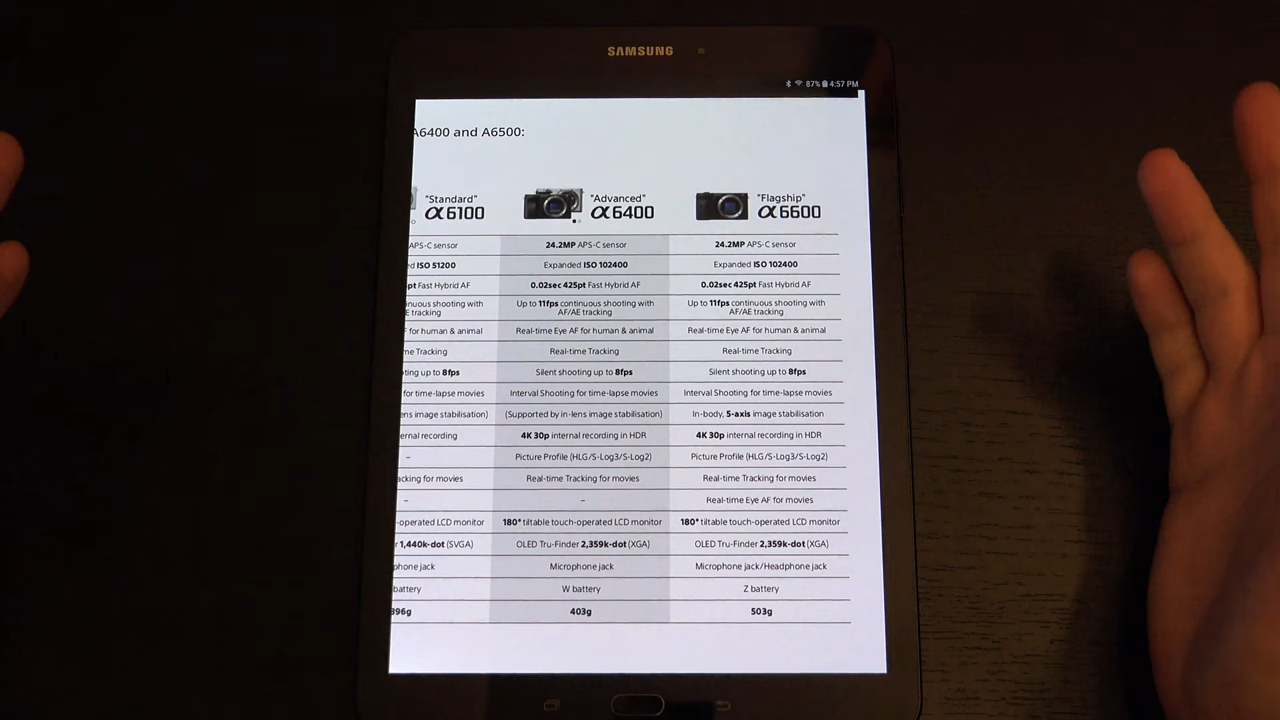 SAMSUNG
87% 4:57 PM
A6400 and A6500:
"Standard" "Advanced" "Flagship"
α6100 α6400 α6600
APS-C sensor 24.2MP APS-C sensor 24.2MP APS-C sensor
ISO 51200 Expanded ISO 102400 Expanded ISO 102400
pt Fast Hybrid AF 0.02sec 425pt Fast Hybrid AF 0.02sec 425pt Fast Hybrid AF
nuous shooting with Up to 11fps continuous shooting with Up to 11fps continuous shooting with
E tracking AF/AE tracking AF/AE tracking
for human & animal Real-time Eye AF for human & animal Real-time Eye AF for human & animal
me Tracking Real-time Tracking Real-time Tracking
ting up to 8fps Silent shooting up to 8fps Silent shooting up to 8fps
for time-lapse movies Interval Shooting for time-lapse movies Interval Shooting for time-lapse movies
ens image stabilisation) (Supported by in-lens image stabilisation) In-body, 5-axis image stabilisation
ernal recording 4K 30p internal recording in HDR 4K 30p internal recording in HDR
– Picture Profile (HLG/S-Log3/S-Log2) Picture Profile (HLG/S-Log3/S-Log2)
acking for movies Real-time Tracking for movies Real-time Tracking for movies
– – Real-time Eye AF for movies
-operated LCD monitor 180° tiltable touch-operated LCD monitor 180° tiltable touch-operated LCD monitor
r 1,440k-dot (SVGA) OLED Tru-Finder 2,359k-dot (XGA) OLED Tru-Finder 2,359k-dot (XGA)
phone jack Microphone jack Microphone jack/Headphone jack
battery W battery Z battery
396g 403g 503g